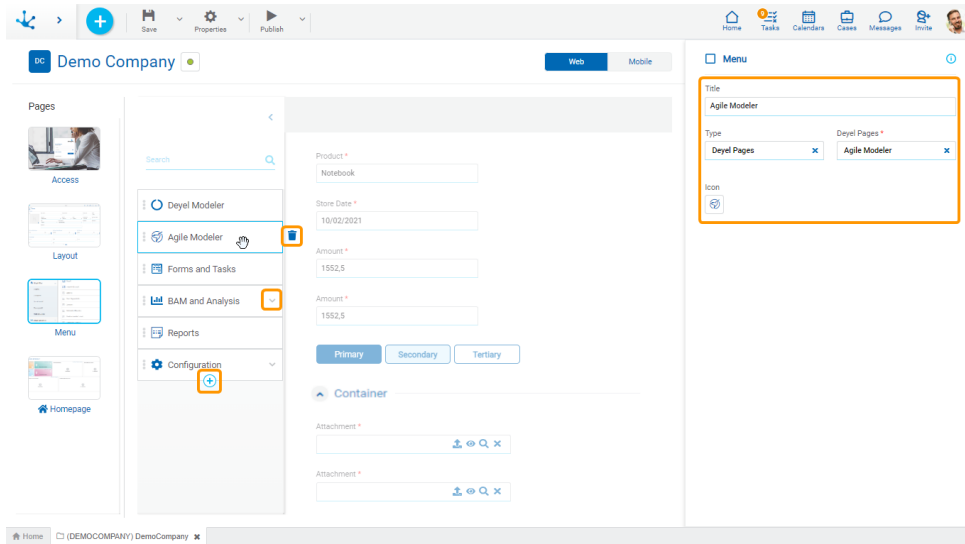 Save
Properties
Publish
Home
9
Tasks
Calendars
Cases
Messages
Invite
DC
Demo Company
Web
Mobile
Pages
Access
Layout
Menu
Homepage
Search
Deyel Modeler
Agile Modeler
Forms and Tasks
BAM and Analysis
Reports
Configuration
Product *
Notebook
Store Date *
10/02/2021
Amount *
1552,5
Amount *
1552,5
Primary
Secondary
Tertiary
Container
Attachment *
Attachment *
Menu
Title
Agile Modeler
Type
Deyel Pages *
Deyel Pages
Agile Modeler
Icon
Home
(DEMOCOMPANY) DemoCompany